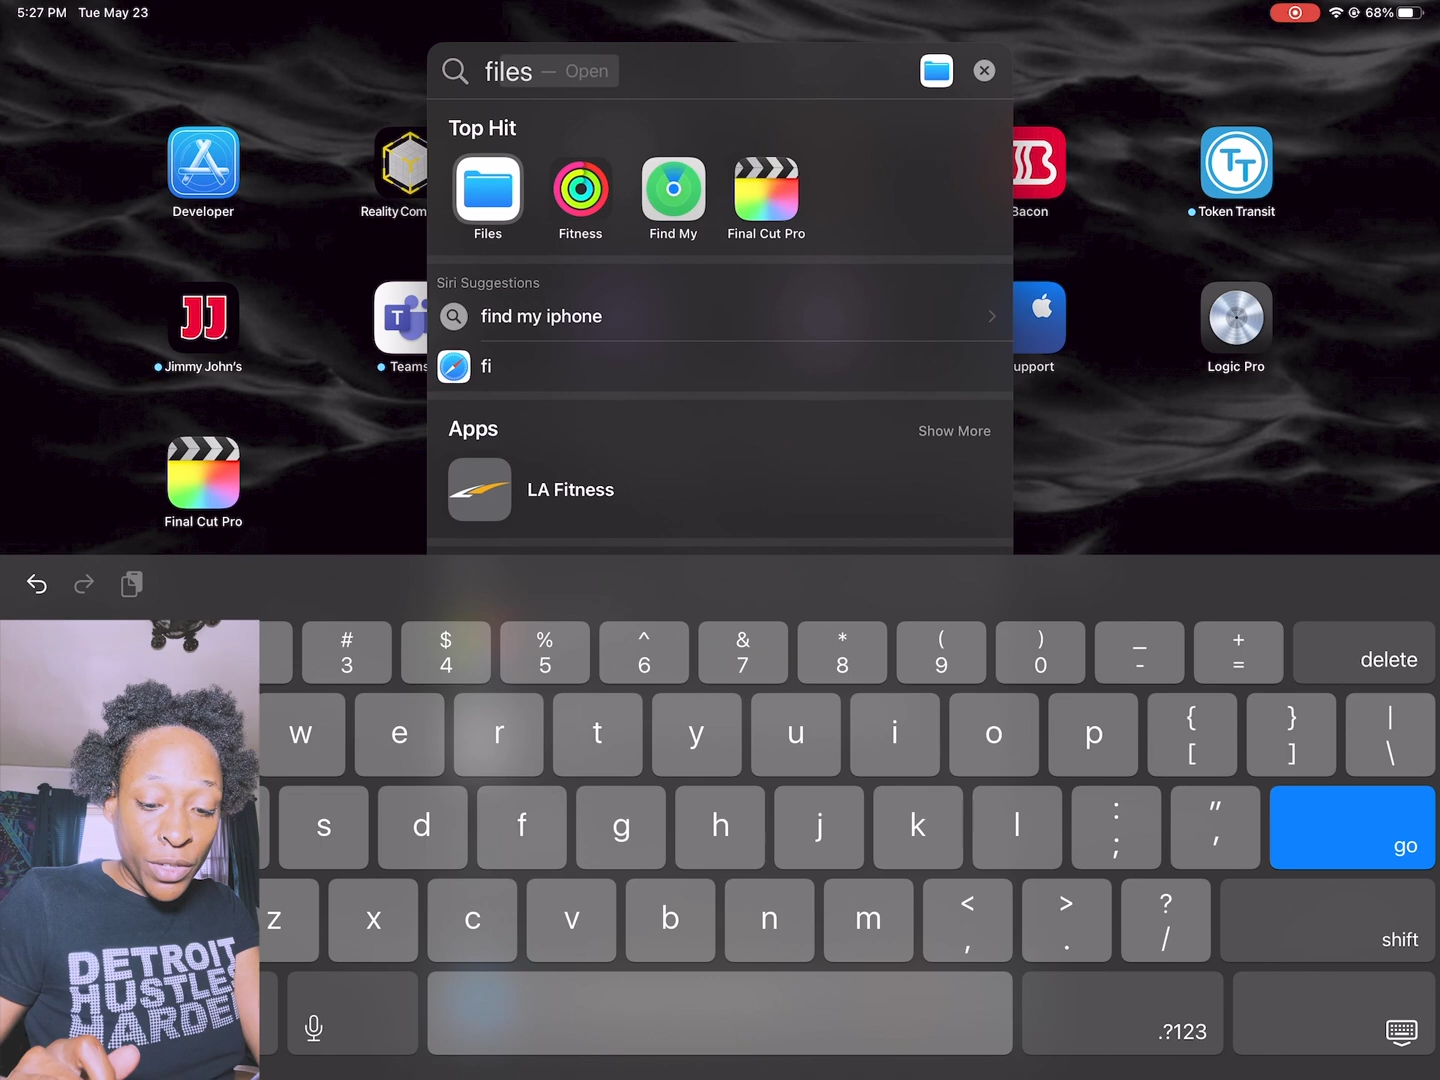 5:27 PM Tue May 23
68%
files — Open
Top Hit
Files
Fitness
Find My
Final Cut Pro
Siri Suggestions
find my iphone
fi
Apps
Show More
LA Fitness
Developer
Reality Com
Bacon
Token Transit
TT
JJ
Jimmy John's
T
Teams
upport
Logic Pro
Final Cut Pro
# $ % ^ & * ( ) _ +
3 4 5 6 7 8 9 0 - = delete
w e r t y u i o p { } |
[ ] \
s d f g h j k l : "
; ' go
z x c v b n m < > ?
, . / shift
.?123
DETROIT
HUSTLES
HARDER